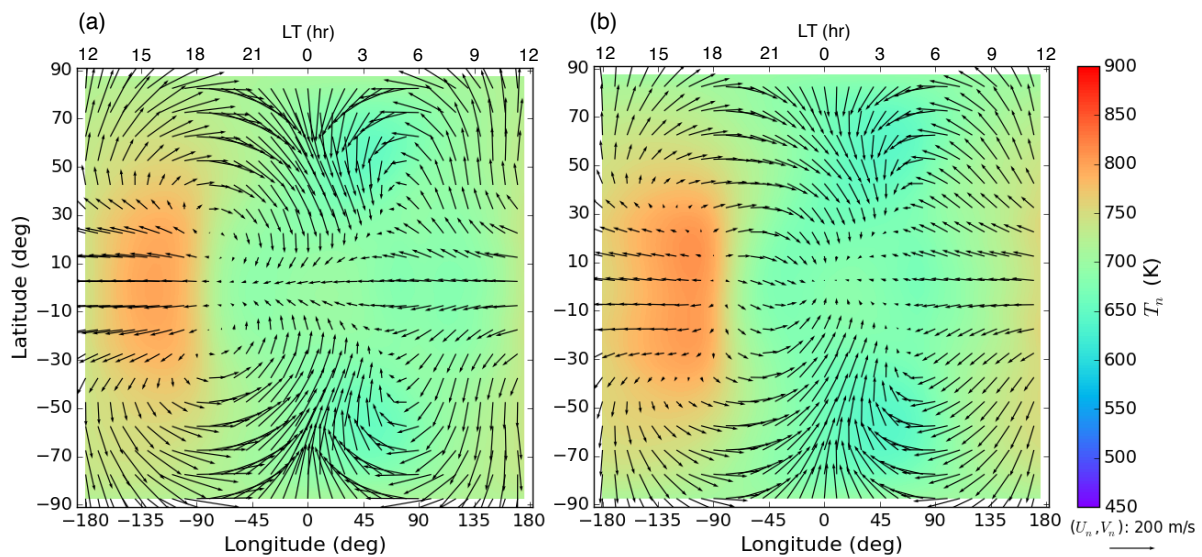 (a)
LT (hr)
12 15 16 18 21 0 3 6 9 12
90
70
50
30
10
−10
−30
−50
−70
−90
Latitude (deg)
−180 −135 −90 −45 0 45 90 135 180
Longitude (deg)
(b)
LT (hr)
12 15 18 21 0 3 6 9 12
90
70
50
30
10
−10
−30
−50
−70
−90
−180 −135 −90 −45 0 45 90 135 180
Longitude (deg)
900
850
800
750
700
650
600
550
500
450
Tn (K)
(Un,Vn): 200 m/s